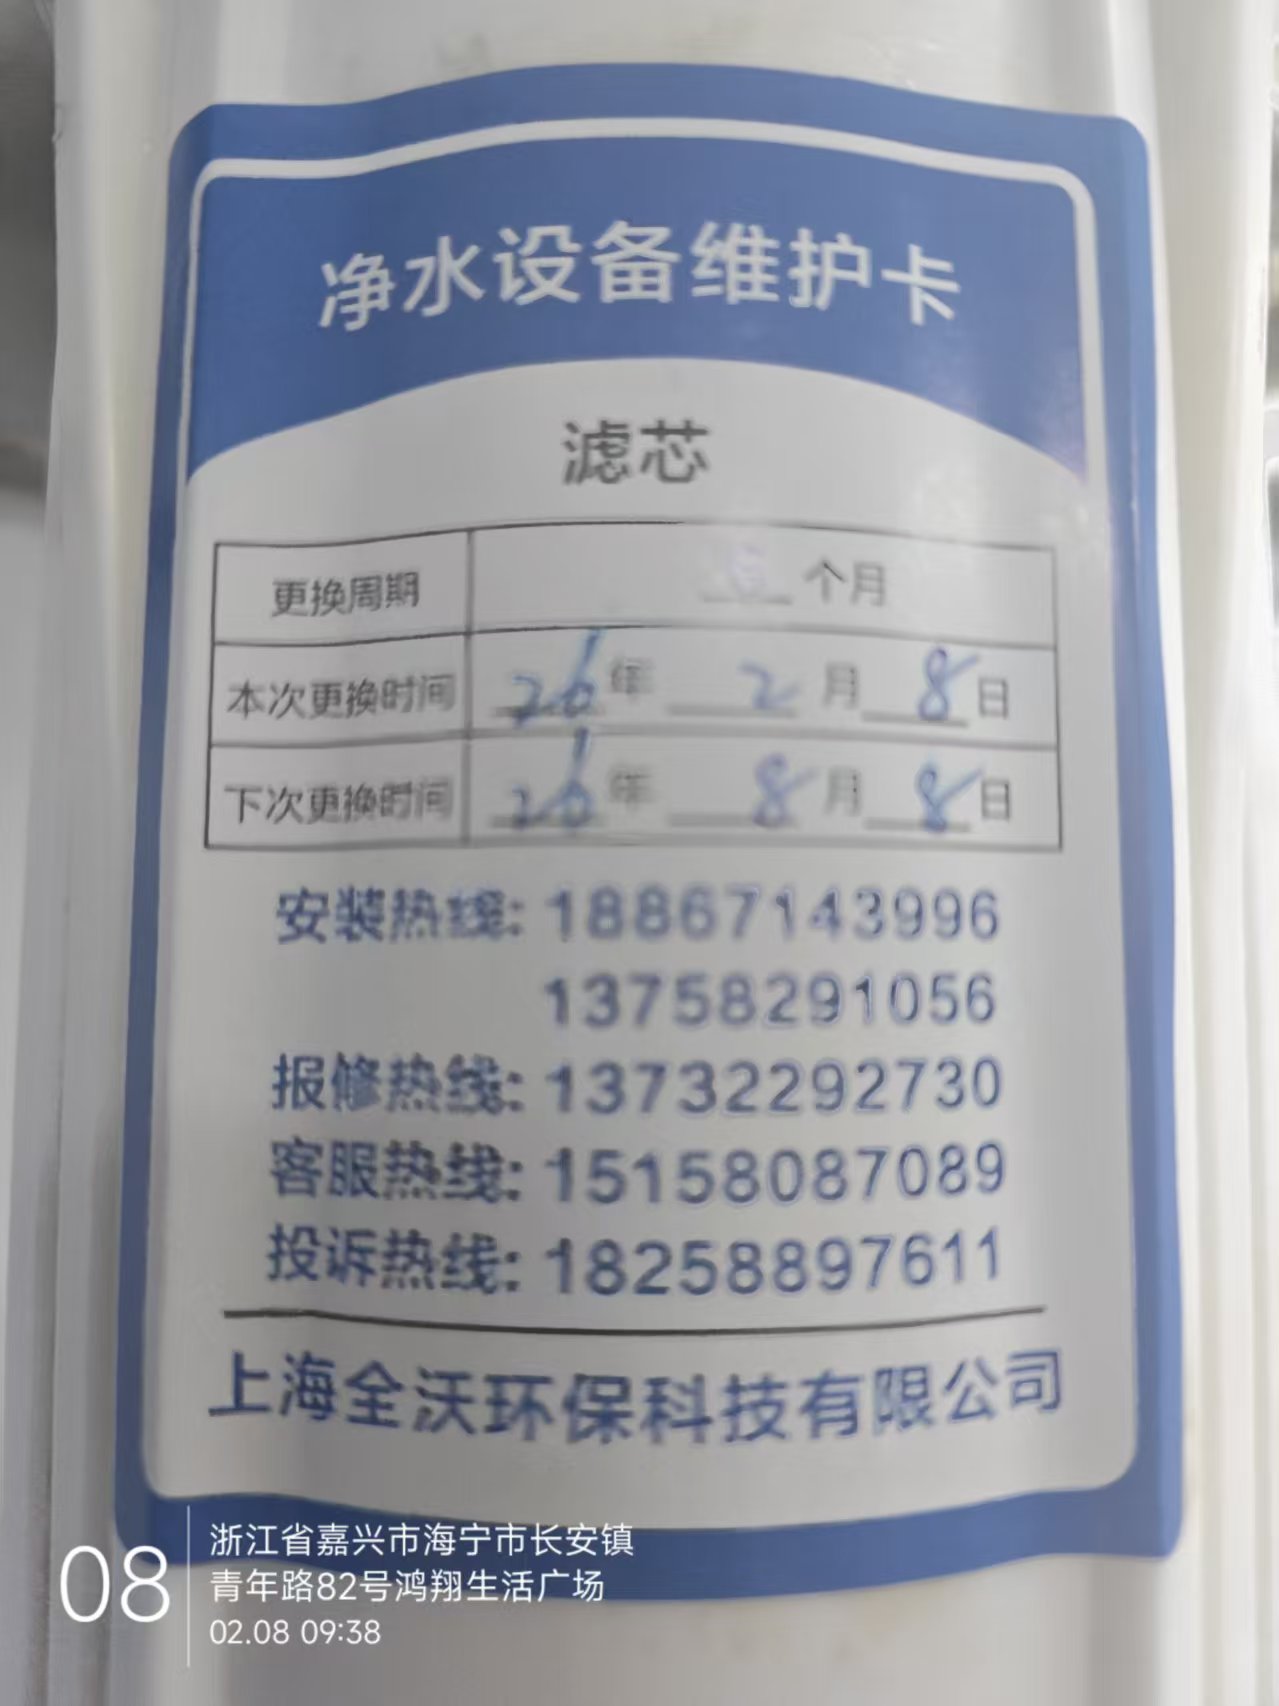 净水设备维护卡
滤芯
更换周期 6 个月
本次更换时间 26 年 2 月 8 日
下次更换时间 26 年 8 月 8 日
安装热线: 18867143996
13758291056
报修热线: 13732292730
客服热线: 15158087089
投诉热线: 18258897611
上海全沃环保科技有限公司
08
浙江省嘉兴市海宁市长安镇
青年路82号鸿翔生活广场
02.08 09:38